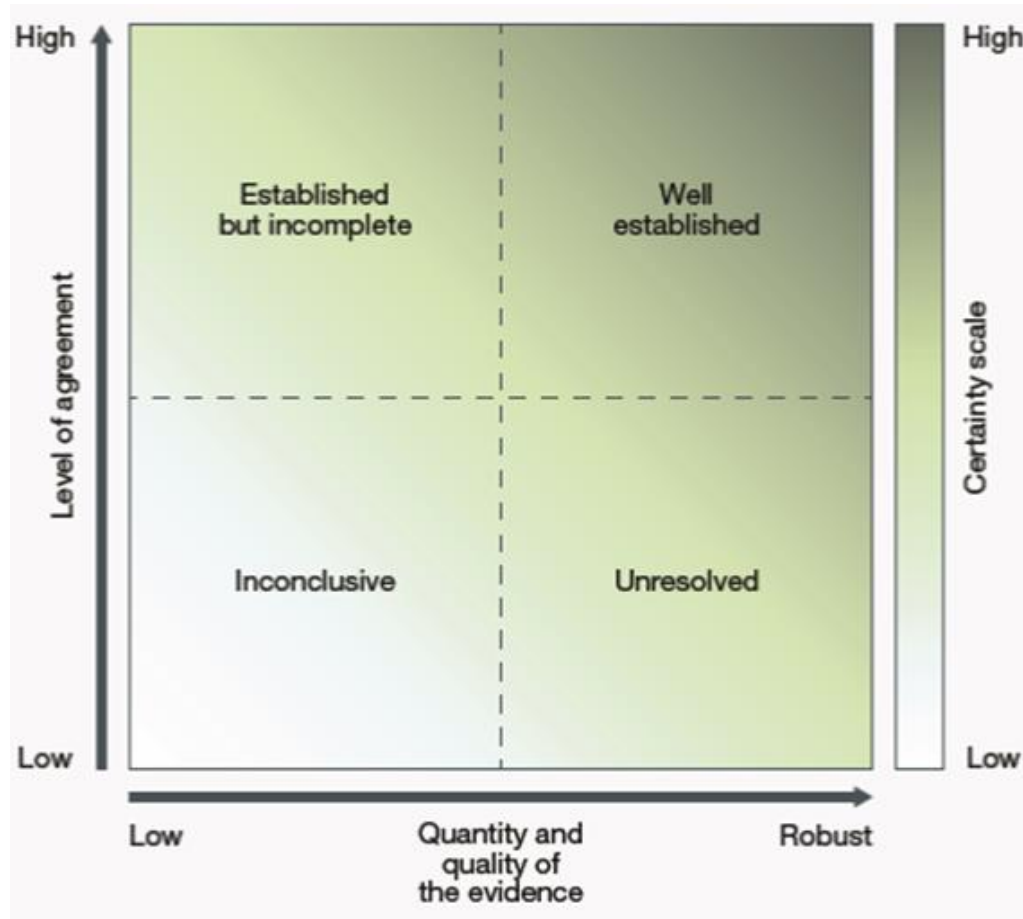 High
High
Established
but incomplete
Well
established
Level of agreement
Certainty scale
Inconclusive
Unresolved
Low
Low
Low
Quantity and
quality of
the evidence
Robust